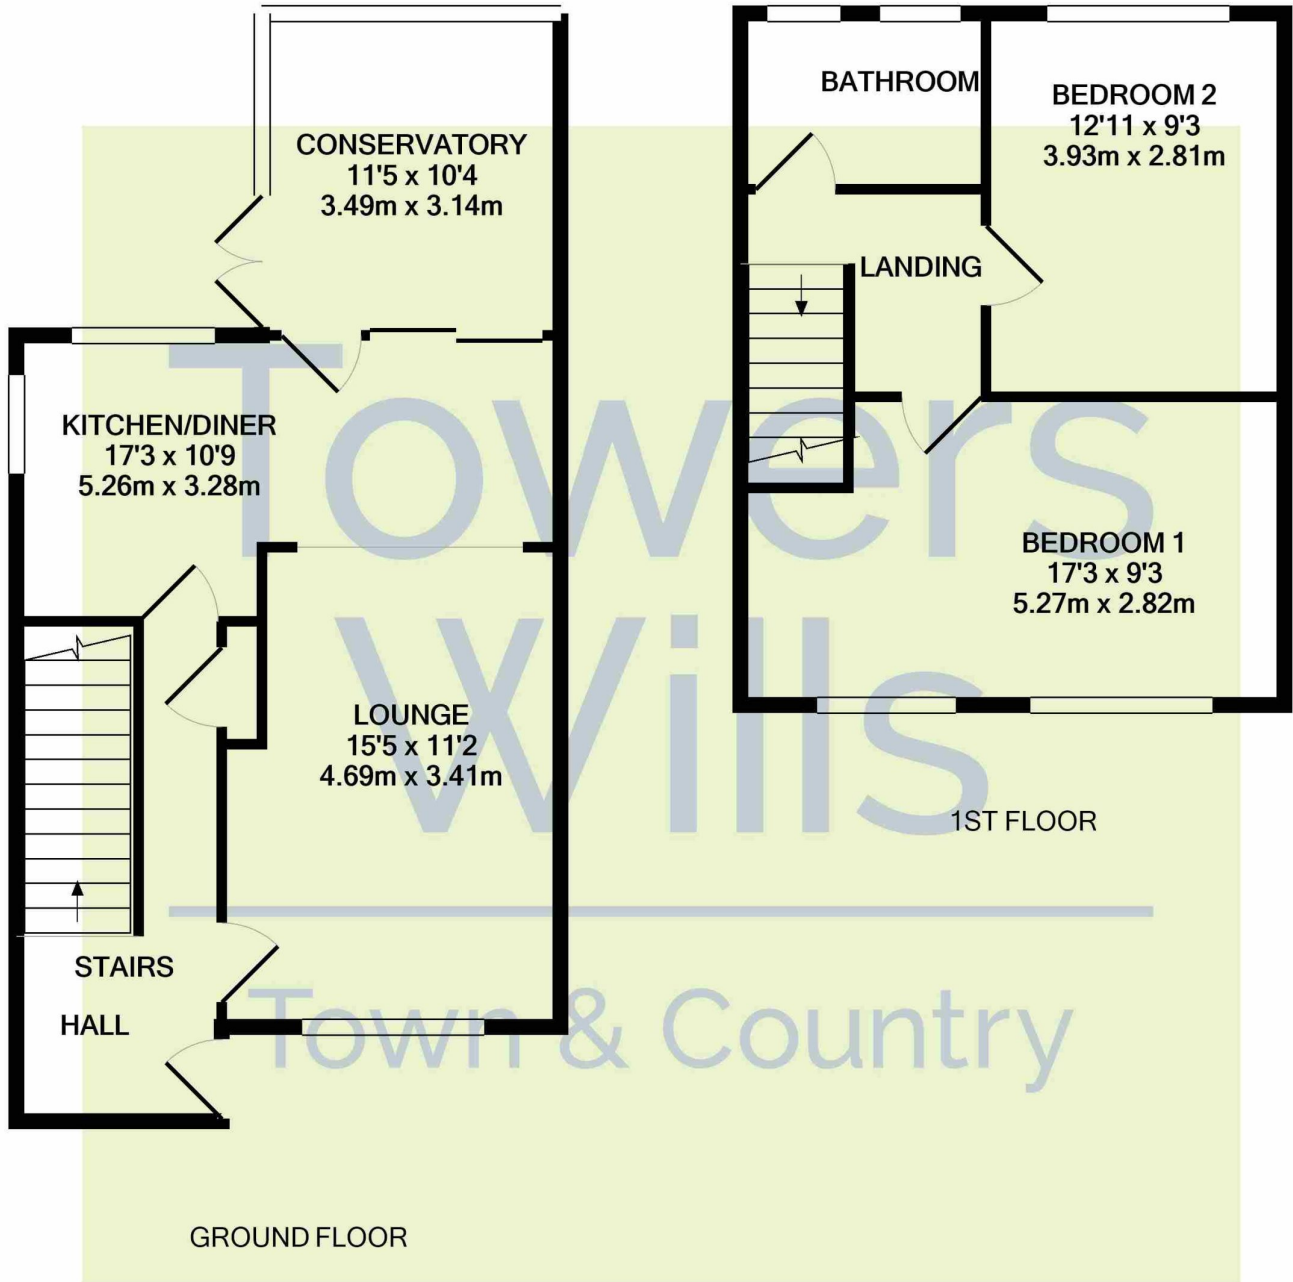 CONSERVATORY
11'5 x 10'4
3.49m x 3.14m
KITCHEN/DINER
17'3 x 10'9
5.26m x 3.28m
LOUNGE
15'5 x 11'2
4.69m x 3.41m
STAIRS
HALL
GROUND FLOOR
BATHROOM
BEDROOM 2
12'11 x 9'3
3.93m x 2.81m
LANDING
BEDROOM 1
17'3 x 9'3
5.27m x 2.82m
1ST FLOOR
Towers
Wills
Town & Country